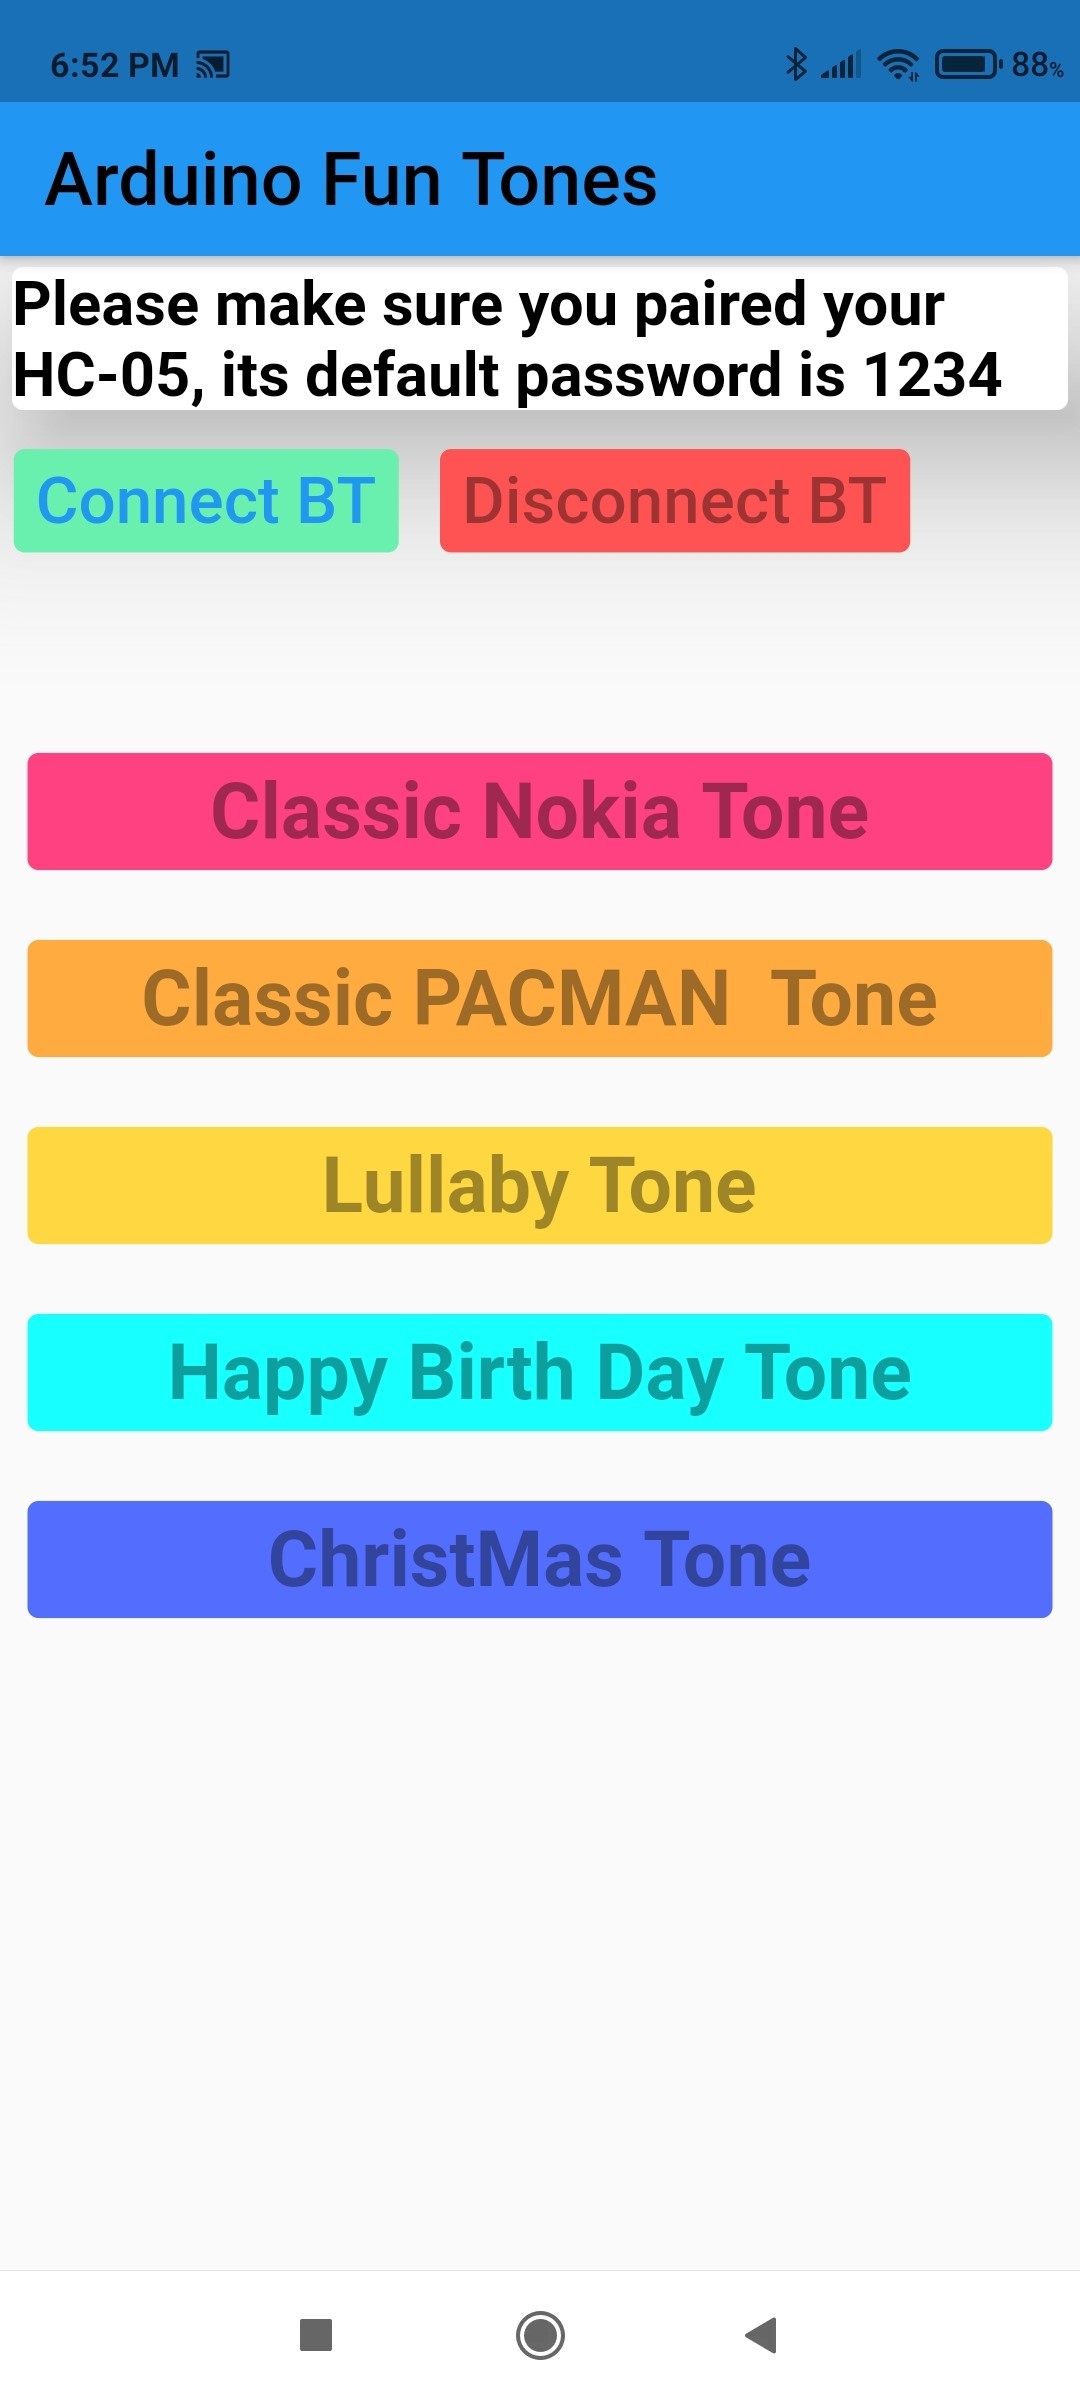 6:52 PM 88%
Arduino Fun Tones
Please make sure you paired your
HC-05, its default password is 1234
Connect BT Disconnect BT
Classic Nokia Tone
Classic PACMAN  Tone
Lullaby Tone
Happy Birth Day Tone
ChristMas Tone